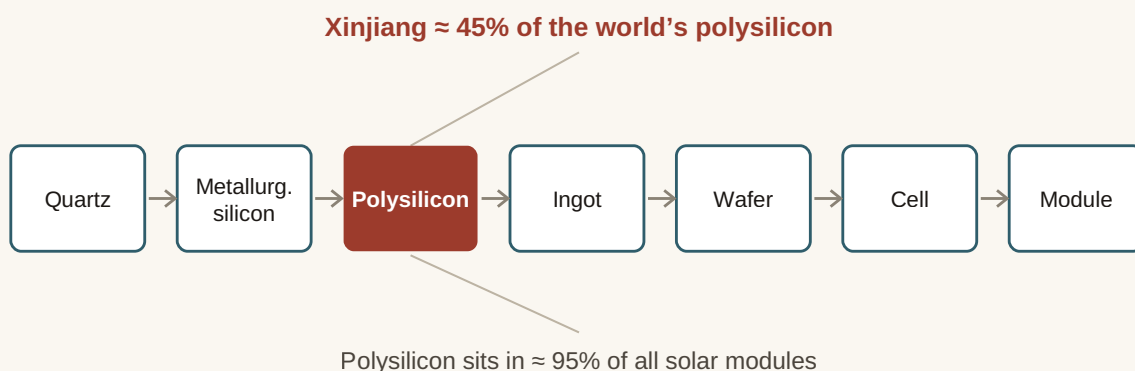 Xinjiang ≈ 45% of the world’s polysilicon
Quartz
Metallurg.
silicon
Polysilicon
Ingot
Wafer
Cell
Module
Polysilicon sits in ≈ 95% of all solar modules